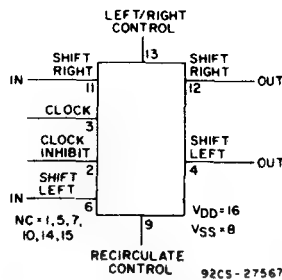 LEFT/RIGHT
CONTROL
13
SHIFT
RIGHT
IN
11
SHIFT
RIGHT
OUT
12
CLOCK
3
CLOCK
INHIBIT
2
SHIFT
LEFT
OUT
4
SHIFT
LEFT
IN
6
NC = 1, 5, 7,
10, 14, 15
9
VDD=16
VSS=8
RECIRCULATE
CONTROL
92CS-27567